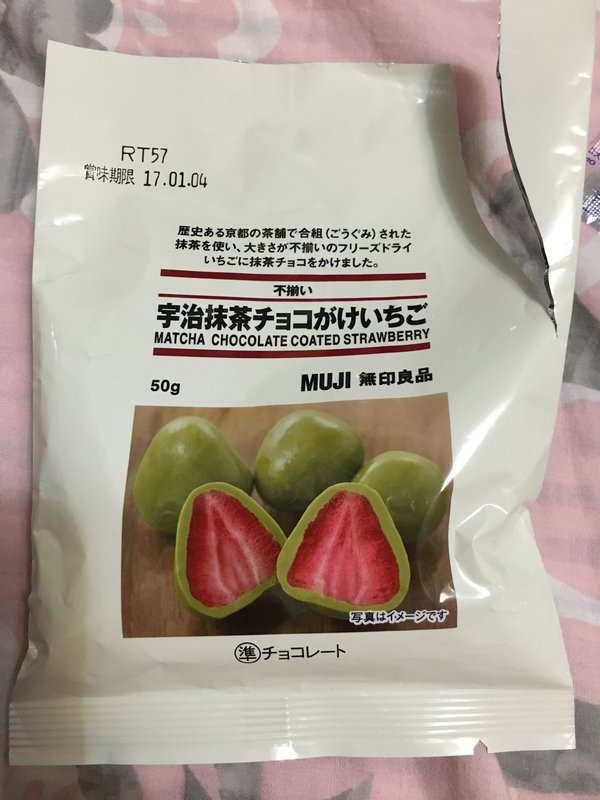 RT57
賞味期限 17.01.04
歴史ある京都の茶舗で合組(ごうぐみ)された
抹茶を使い、大きさが不揃いのフリーズドライ
いちごに抹茶チョコをかけました。
不揃い
宇治抹茶チョコがけいちご
MATCHA CHOCOLATE COATED STRAWBERRY
50g
MUJI 無印良品
写真はイメージです
準チョコレート